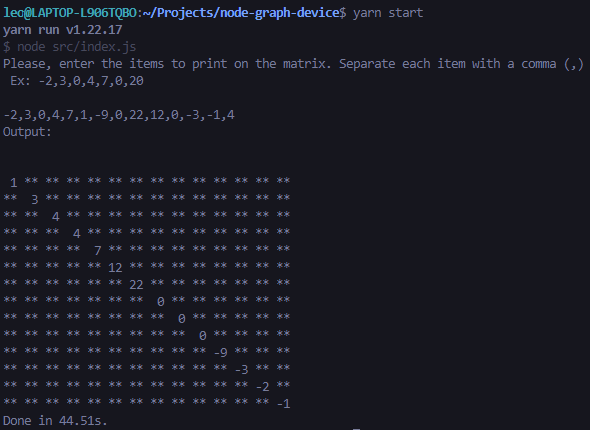 leo@LAPTOP-L906TQBO:~/Projects/node-graph-device$ yarn start
yarn run v1.22.17
$ node src/index.js
Please, enter the items to print on the matrix. Separate each item with a comma (,)
 Ex: -2,3,0,4,7,0,20
-2,3,0,4,7,1,-9,0,22,12,0,-3,-1,4
Output:
 1 ** ** ** ** ** ** ** ** ** ** ** ** **
**  3 ** ** ** ** ** ** ** ** ** ** ** **
** **  4 ** ** ** ** ** ** ** ** ** ** **
** ** **  4 ** ** ** ** ** ** ** ** ** **
** ** ** **  7 ** ** ** ** ** ** ** ** **
** ** ** ** ** 12 ** ** ** ** ** ** ** **
** ** ** ** ** ** 22 ** ** ** ** ** ** **
** ** ** ** ** ** **  0 ** ** ** ** ** **
** ** ** ** ** ** ** **  0 ** ** ** ** **
** ** ** ** ** ** ** ** **  0 ** ** ** **
** ** ** ** ** ** ** ** ** ** -9 ** ** **
** ** ** ** ** ** ** ** ** ** ** -3 ** **
** ** ** ** ** ** ** ** ** ** ** ** -2 **
** ** ** ** ** ** ** ** ** ** ** ** ** -1
Done in 44.51s.